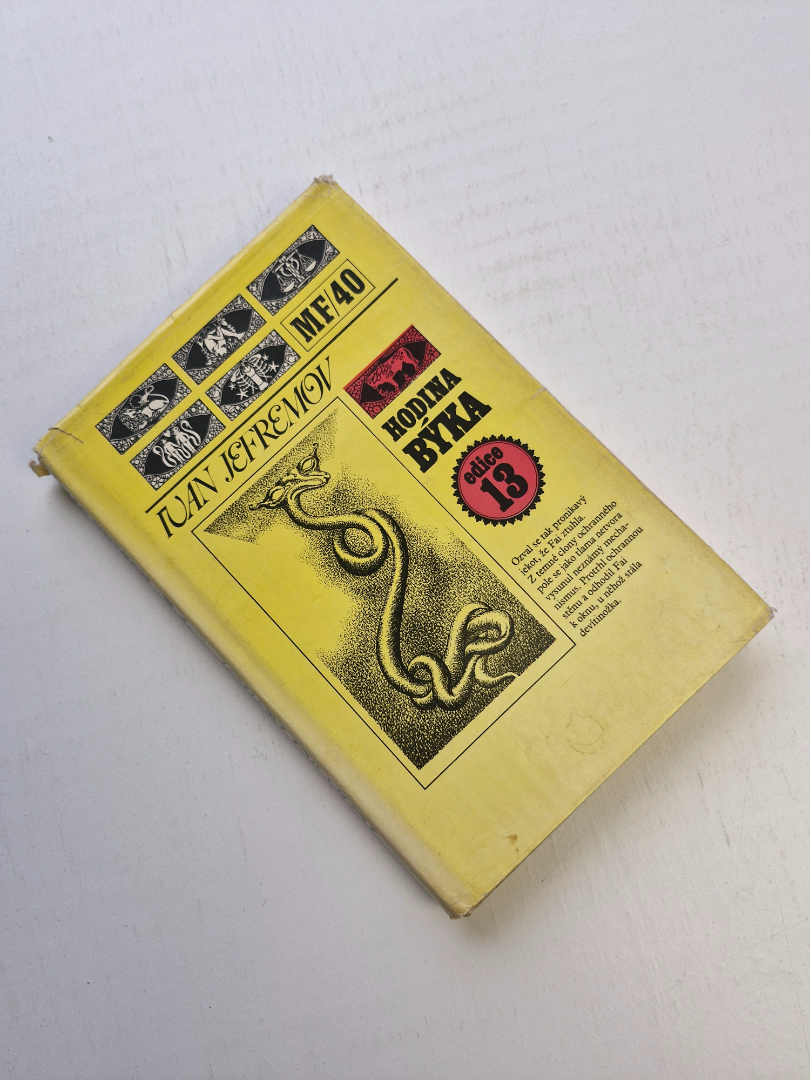 MF/40
IVAN JEFREMOV
HODINA
BÝKA
edice
13
Ozval se tak pronikavý
jekot, že Fai ztuhla.
Z temné clony ochranného
pole se jako tlama netvora
vysunul neznámý mecha-
nismus. Protrhl ochrannou
stěnu a odhodil Fai
k oknu, u něhož stála
devítinožka.